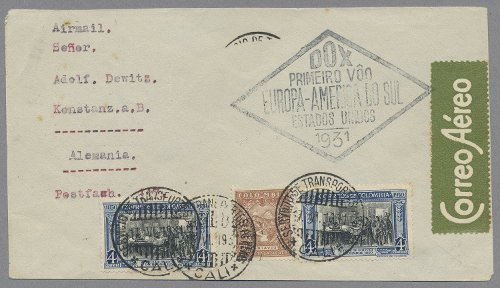 Airmail.
Señor,
Adolf. Dewitz.
Konstanz.a.B.
Alemania.
Postfach.
DOX
PRIMEIRO VÔO
EUROPA-AMERICA DO SUL
ESTADOS UNIDOS
1931
Correo Aéreo
CALI
CALI
COLOMBIA
4
4
4